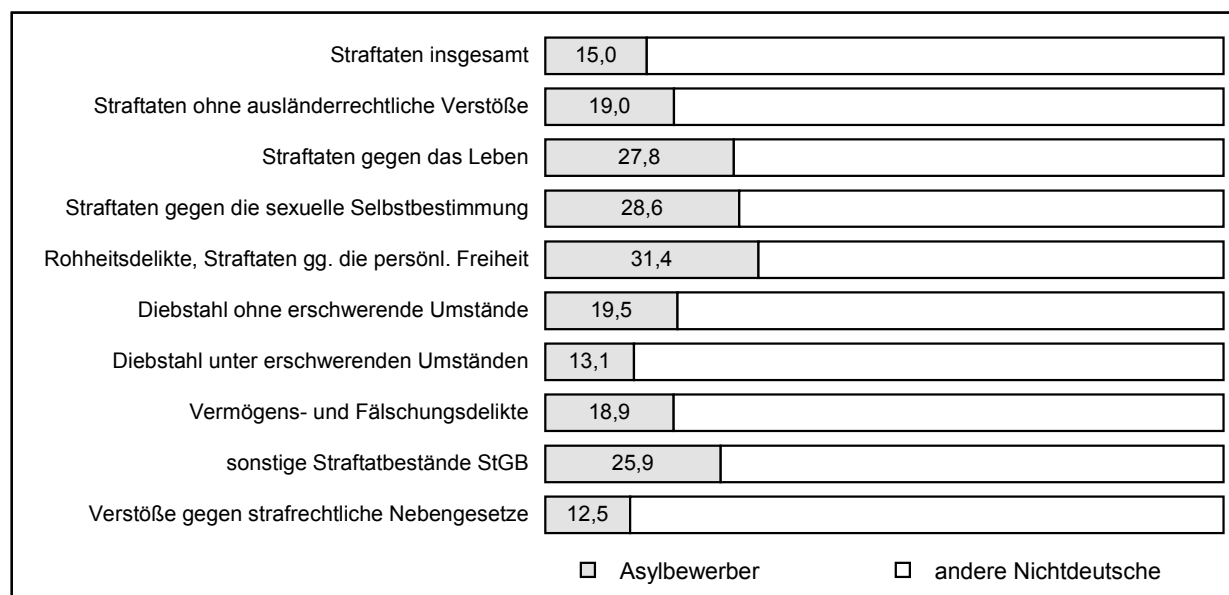 Straftaten insgesamt 15,0
Straftaten ohne ausländerrechtliche Verstöße 19,0
Straftaten gegen das Leben 27,8
Straftaten gegen die sexuelle Selbstbestimmung 28,6
Rohheitsdelikte, Straftaten gg. die persönl. Freiheit 31,4
Diebstahl ohne erschwerende Umstände 19,5
Diebstahl unter erschwerenden Umständen 13,1
Vermögens- und Fälschungsdelikte 18,9
sonstige Straftatbestände StGB 25,9
Verstöße gegen strafrechtliche Nebengesetze 12,5
Asylbewerber andere Nichtdeutsche